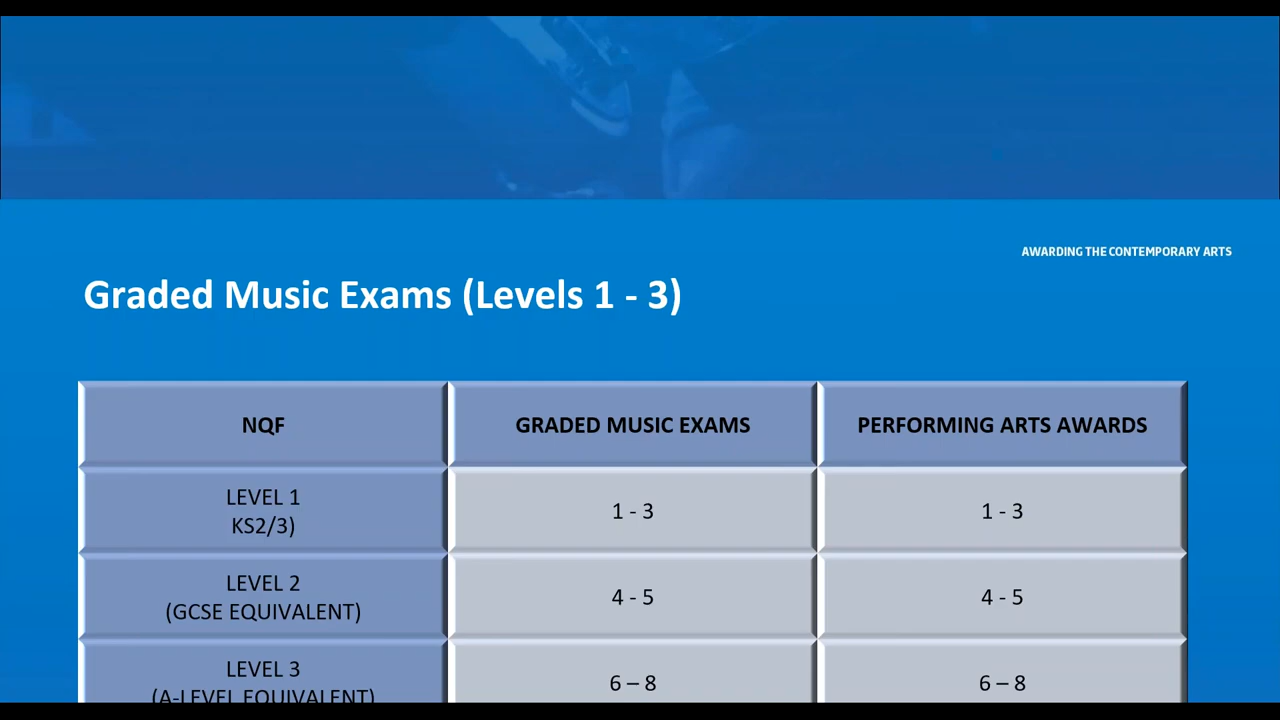 AWARDING THE CONTEMPORARY ARTS
Graded Music Exams (Levels 1 - 3)
NQF
GRADED MUSIC EXAMS
PERFORMING ARTS AWARDS
LEVEL 1
KS2/3)
1 - 3
1 - 3
LEVEL 2
(GCSE EQUIVALENT)
4 - 5
4 - 5
LEVEL 3
(A-LEVEL EQUIVALENT)
6 – 8
6 – 8